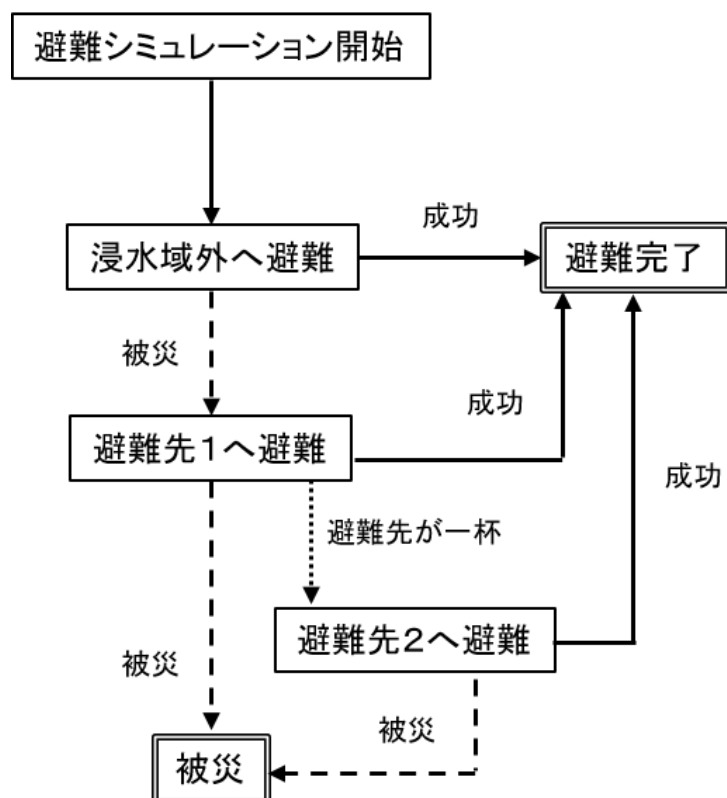 避難シミュレーション開始
成功
浸水域外へ避難
避難完了
被災
成功
避難先1へ避難
成功
避難先が一杯
避難先2へ避難
被災
被災
被災